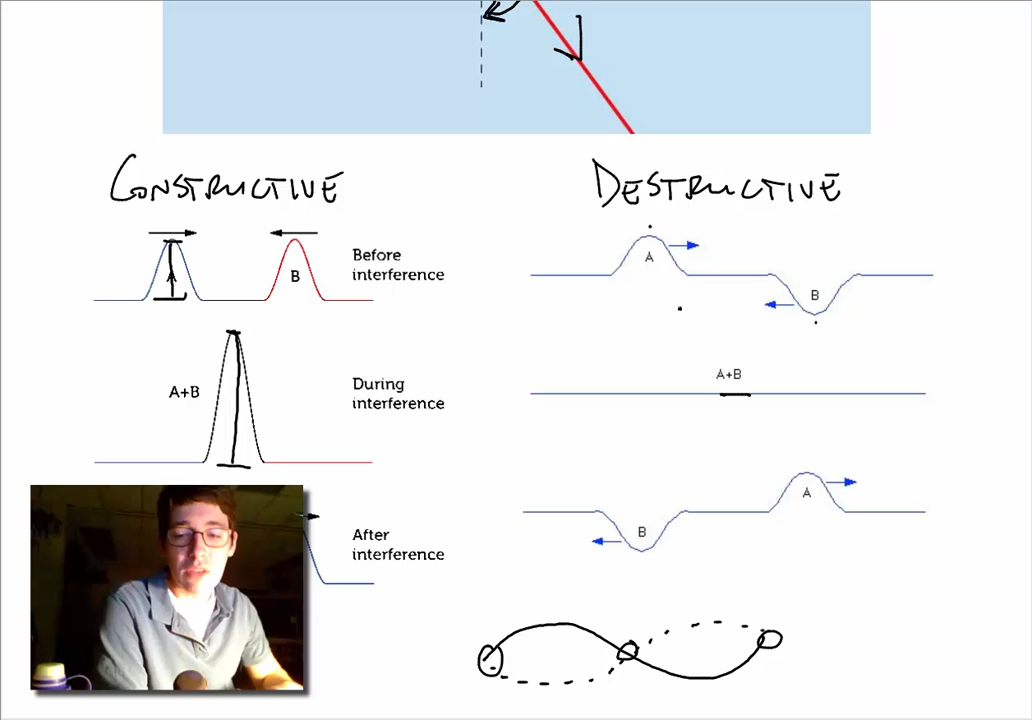 CONSTRUCTIVE
DESTRUCTIVE
B
Before
interference
A
B
A+B
During
interference
A+B
After
interference
B
A